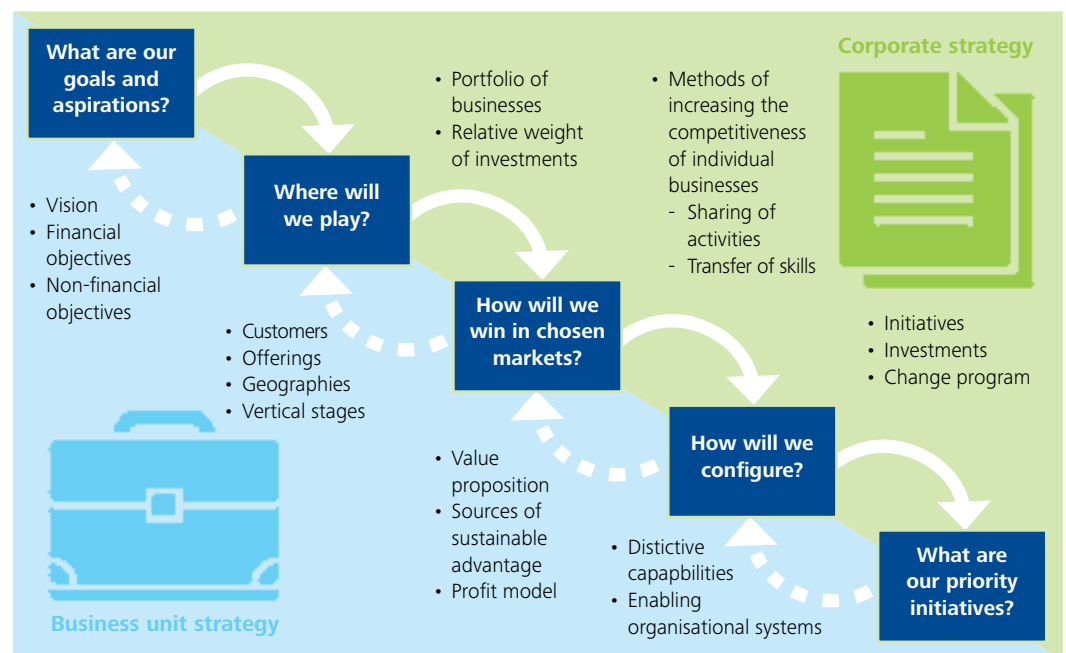 What are our
goals and
aspirations?
Corporate strategy
• Portfolio of
businesses
• Relative weight
of investments
• Methods of
increasing the
competitiveness
of individual
businesses
- Sharing of
activities
- Transfer of skills
Where will
we play?
• Vision
• Financial
objectives
• Non-financial
objectives
How will we
win in chosen
markets?
• Initiatives
• Investments
• Change program
• Customers
• Offerings
• Geographies
• Vertical stages
How will we
configure?
• Value
proposition
• Sources of
sustainable
advantage
• Profit model
• Distictive
capapbilities
• Enabling
organisational systems
What are
our priority
initiatives?
Business unit strategy